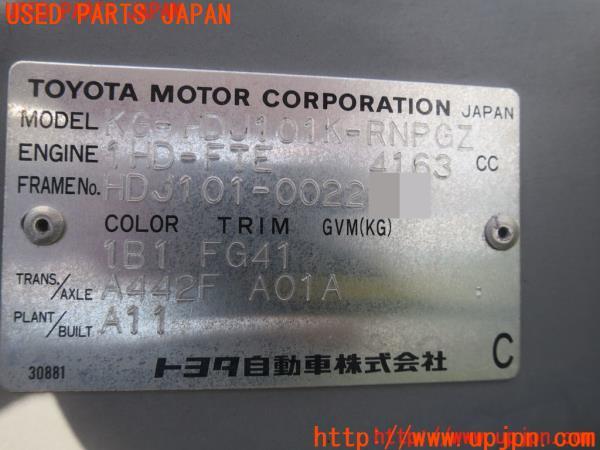 USED PARTS JAPAN
TOYOTA MOTOR CORPORATION JAPAN
MODEL KG-HDJ101K-RNPGZ
ENGINE 1HD-FTE 4163 CC
FRAME No. HDJ101-0022
COLOR TRIM GVM(KG)
1B1 FG41
TRANS./AXLE A442F A01A
PLANT/BUILT A11
30881 トヨタ自動車株式会社 C
http://www.upjpn.com